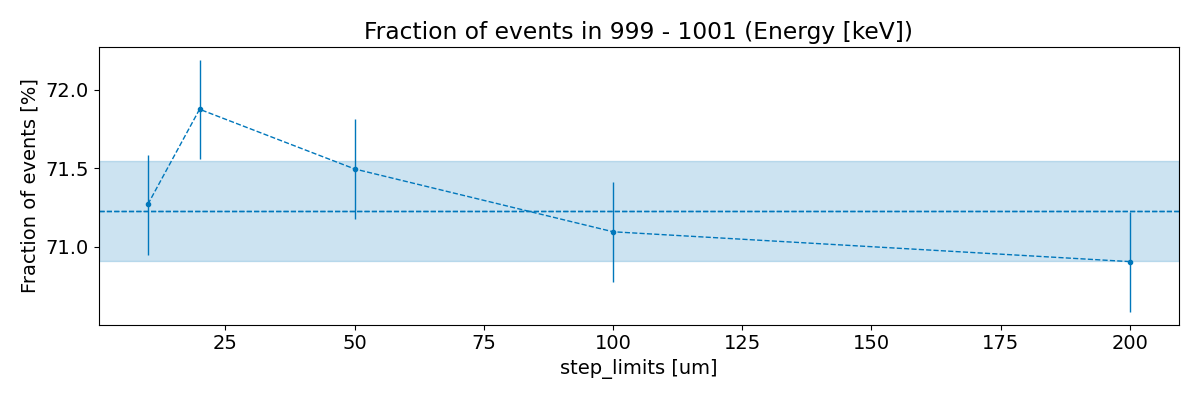 Fraction of events in 999 - 1001 (Energy [keV])
Fraction of events [%]
72.0
71.5
71.0
25 50 75 100 125 150 175 200
step_limits [um]